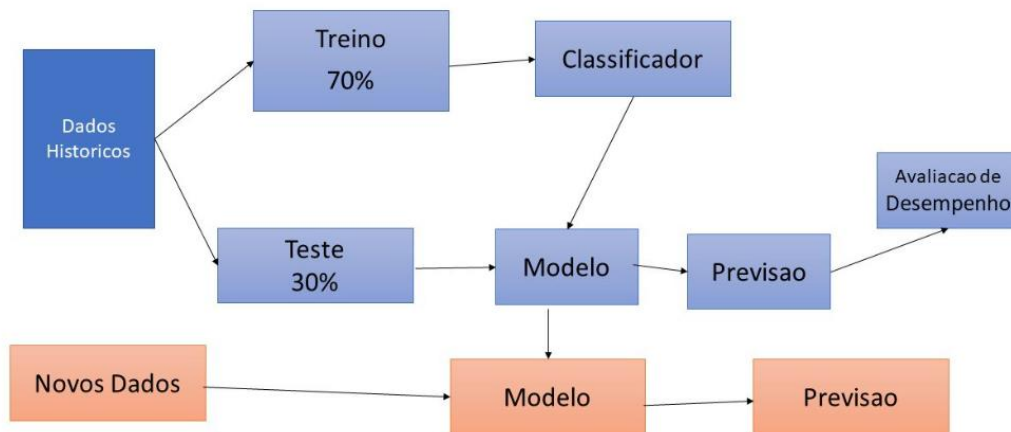 Treino
70%
Classificador
Dados
Historicos
Avaliacao de
Desempenho
Teste
30%
Modelo
Previsao
Novos Dados
Modelo
Previsao